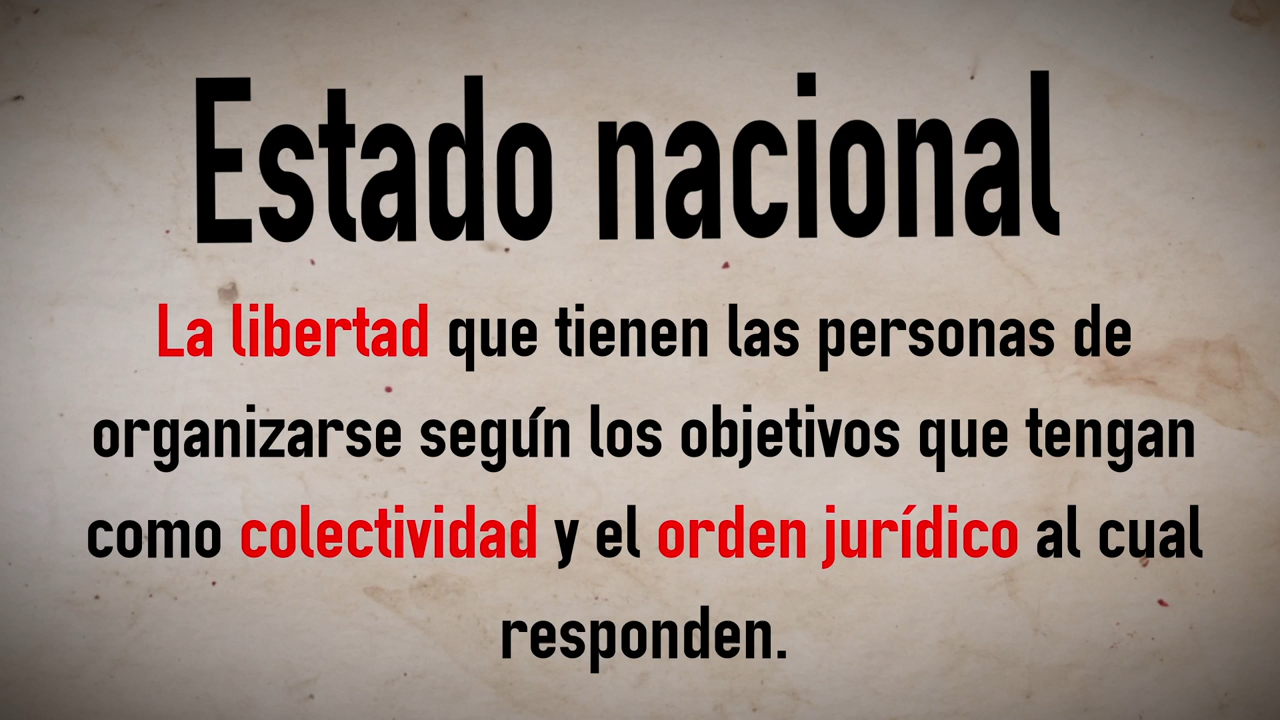 Estado nacional
La libertad que tienen las personas de
organizarse según los objetivos que tengan
como colectividad y el orden jurídico al cual
responden.